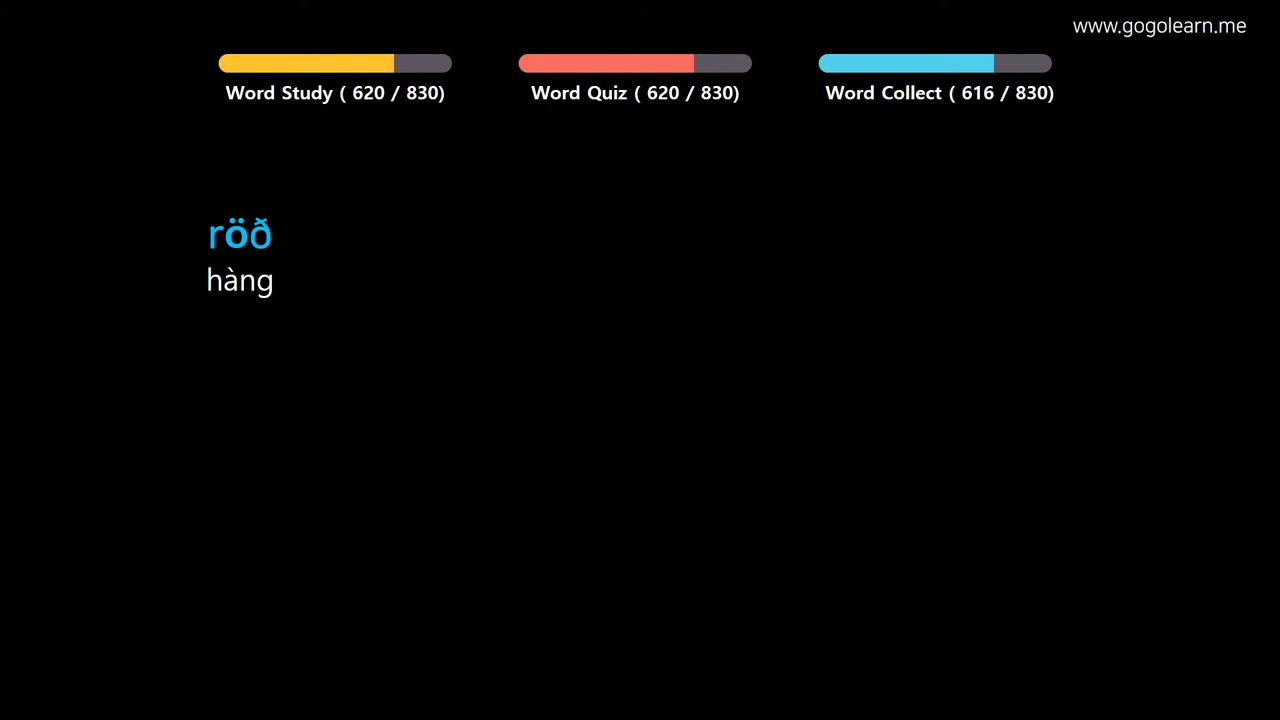 www.gogolearn.me
Word Study ( 620 / 830)
Word Quiz ( 620 / 830)
Word Collect ( 616 / 830)
röð
hàng